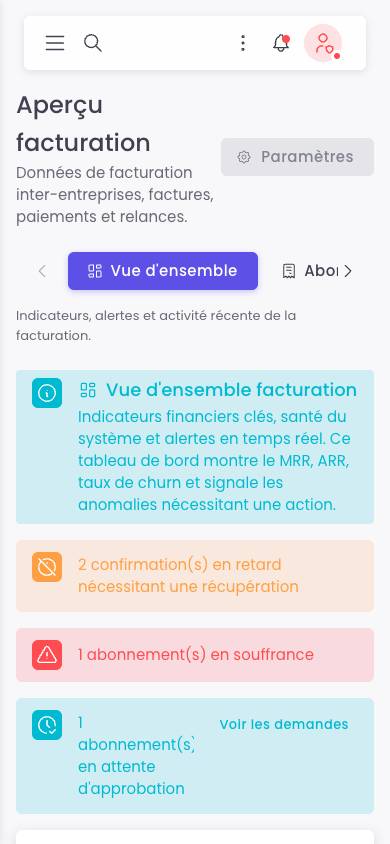 Aperçu
facturation
Données de facturation
inter-entreprises, factures,
paiements et relances.
Paramètres
Vue d'ensemble
Indicateurs, alertes et activité récente de la
facturation.
Vue d'ensemble facturation
Indicateurs financiers clés, santé du
système et alertes en temps réel. Ce
tableau de bord montre le MRR, ARR,
taux de churn et signale les
anomalies nécessitant une action.
2 confirmation(s) en retard
nécessitant une récupération
1 abonnement(s) en souffrance
1
abonnement(s)
en attente
d'approbation
Voir les demandes